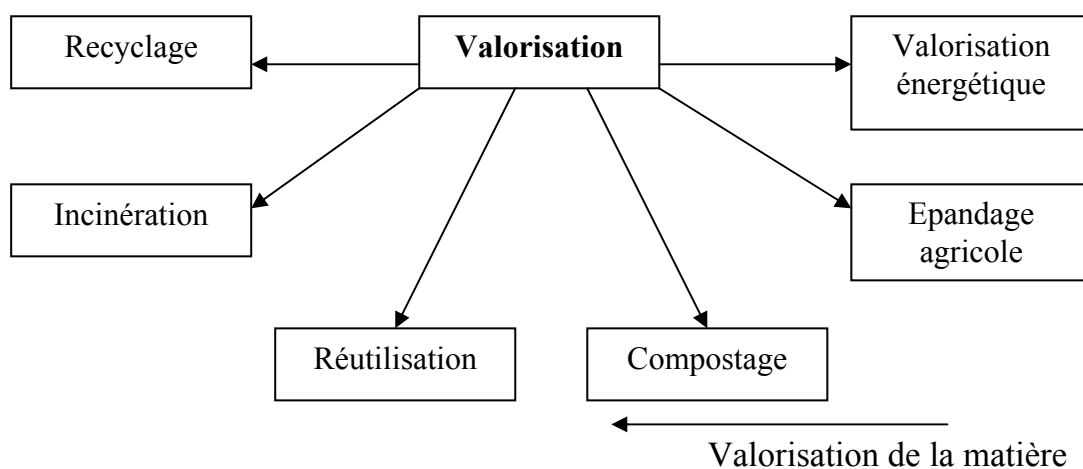 Recyclage
Valorisation
Valorisation
énergétique
Incinération
Epandage
agricole
Réutilisation
Compostage
Valorisation de la matière